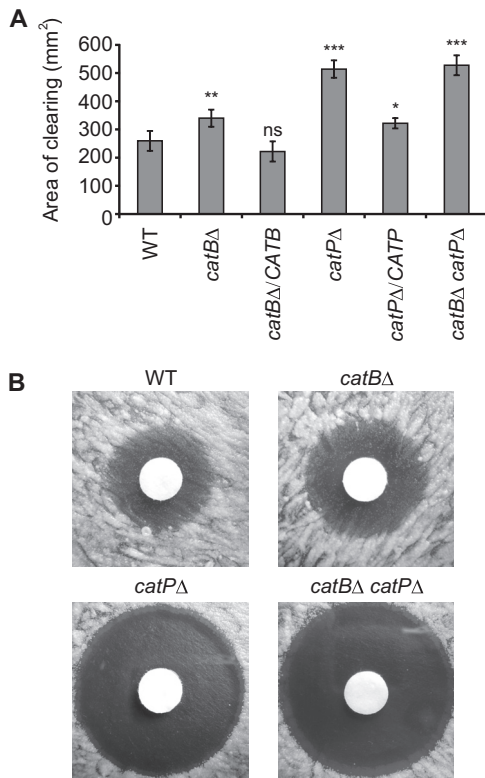 A
Area of clearing (mm²)
600
500
400
300
200
100
0
**
ns
***
*
***
WT
catBΔ
catBΔ/CATB
catPΔ
catPΔ/CATP
catBΔ catPΔ
B
WT
catBΔ
catPΔ
catBΔ catPΔ